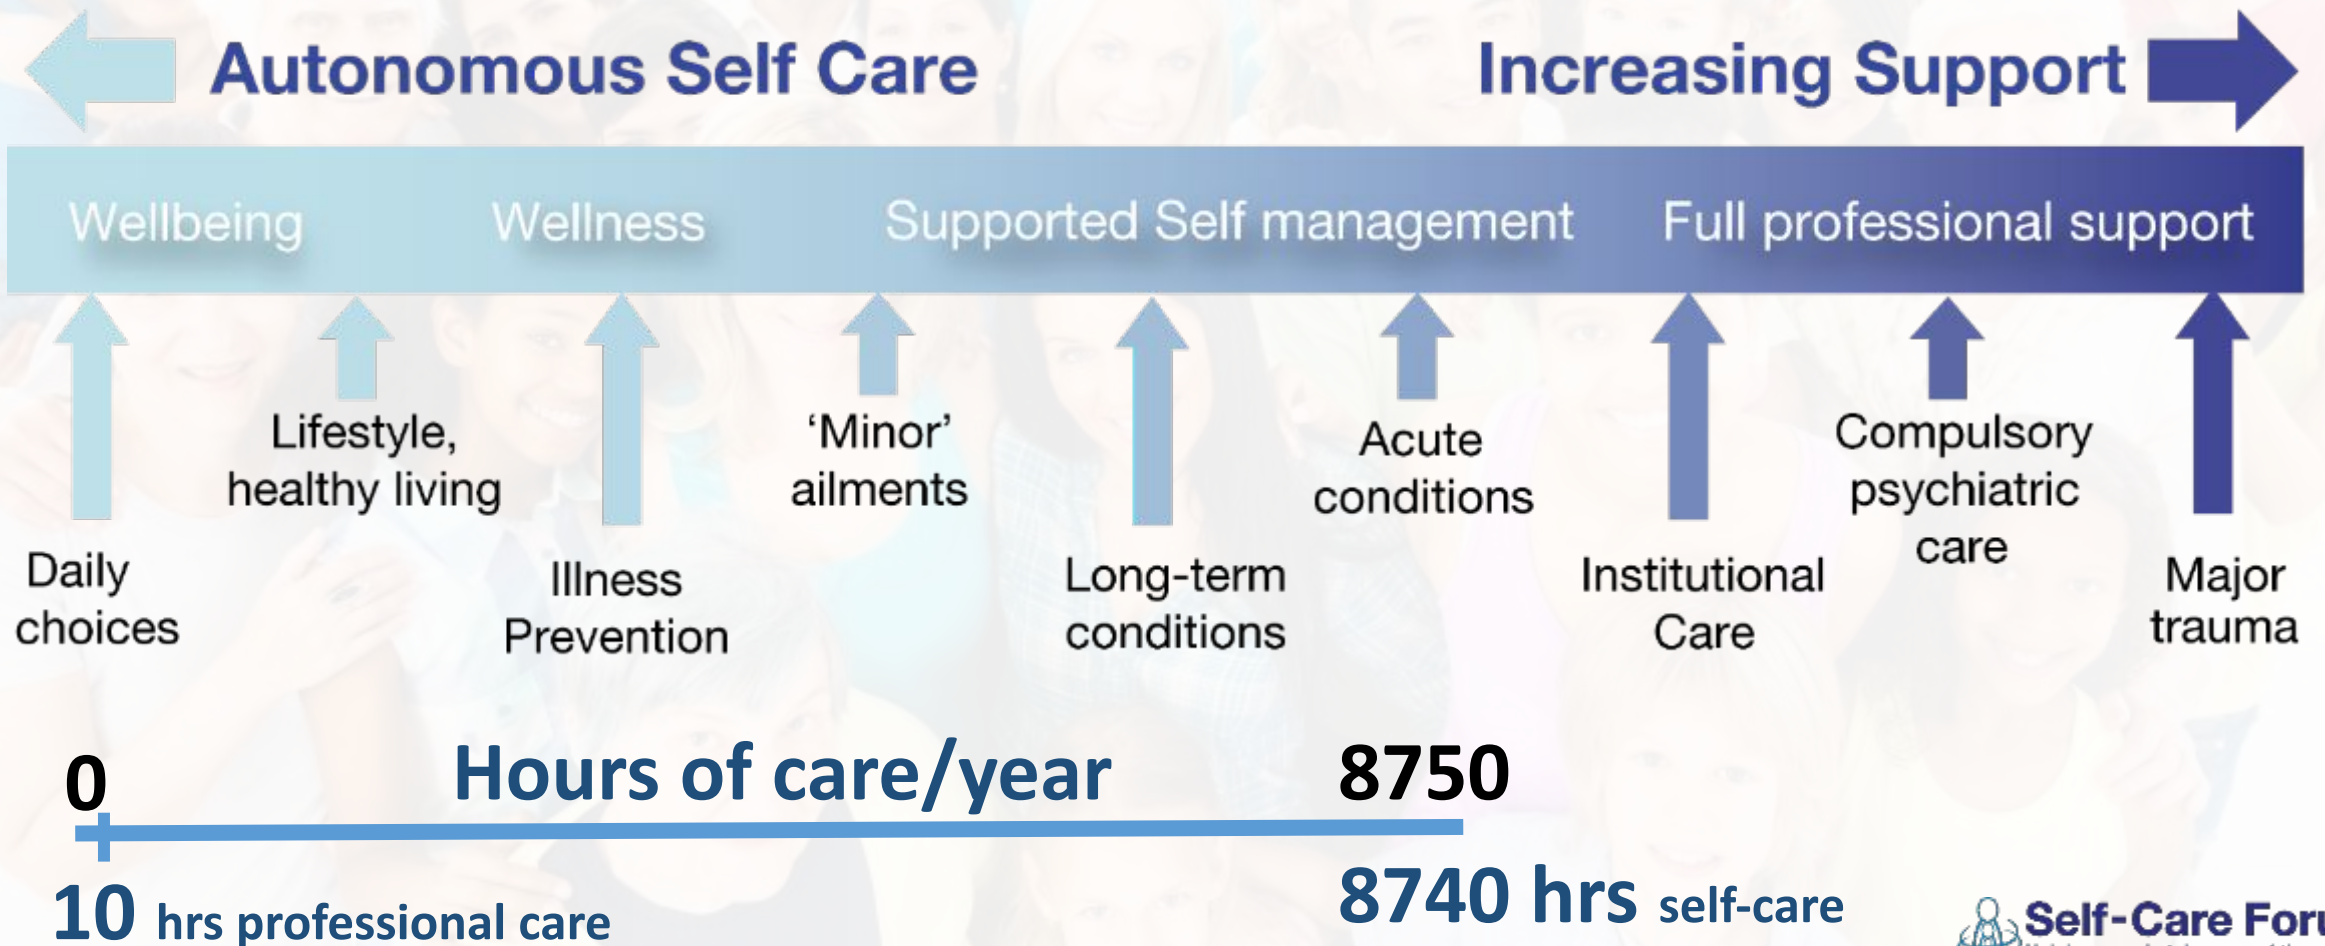 Autonomous Self Care
Increasing Support
Wellbeing
Wellness
Supported Self management
Full professional support
Daily
choices
Lifestyle,
healthy living
Illness
Prevention
‘Minor’
ailments
Long-term
conditions
Acute
conditions
Institutional
Care
Compulsory
psychiatric
care
Major
trauma
0
Hours of care/year
8750
10 hrs professional care
8740 hrs self-care
Self-Care